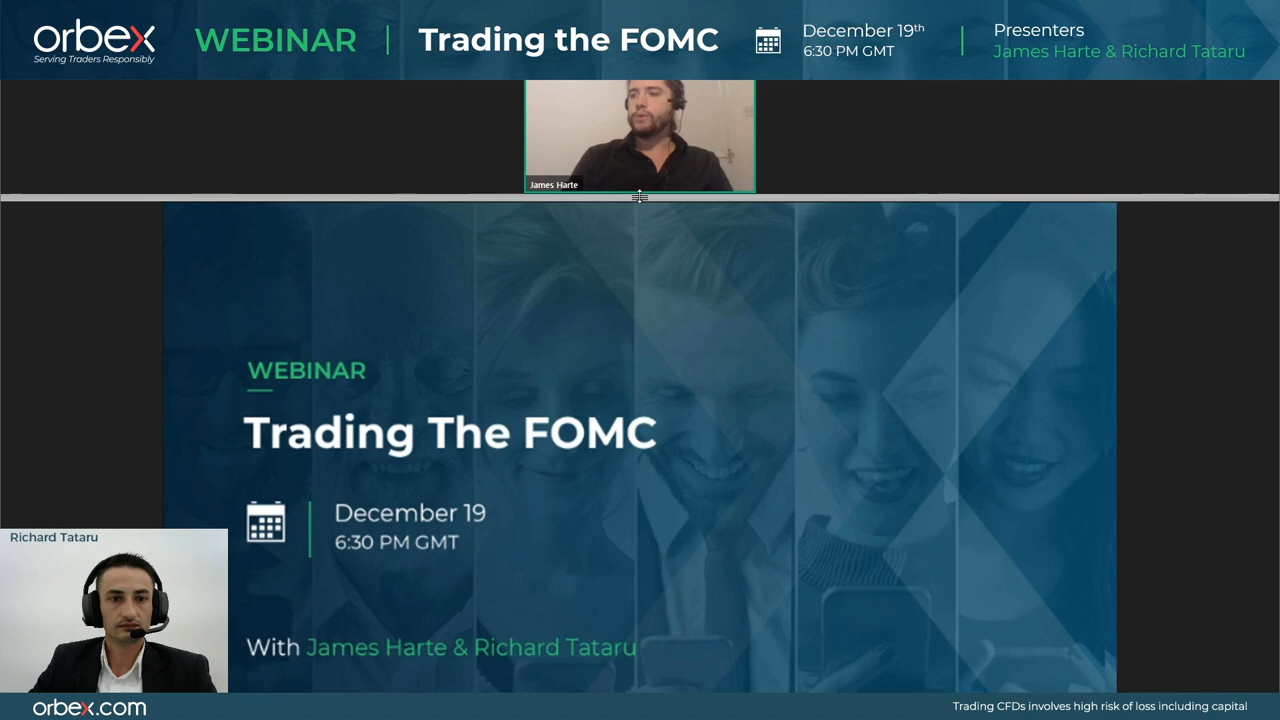 orbex
Serving Traders Responsibly
WEBINAR
Trading the FOMC
December 19th
6:30 PM GMT
Presenters
James Harte & Richard Tataru
James Harte
WEBINAR
Trading The FOMC
December 19
6:30 PM GMT
With James Harte & Richard Tataru
Richard Tataru
orbex.com
Trading CFDs involves high risk of loss including capital